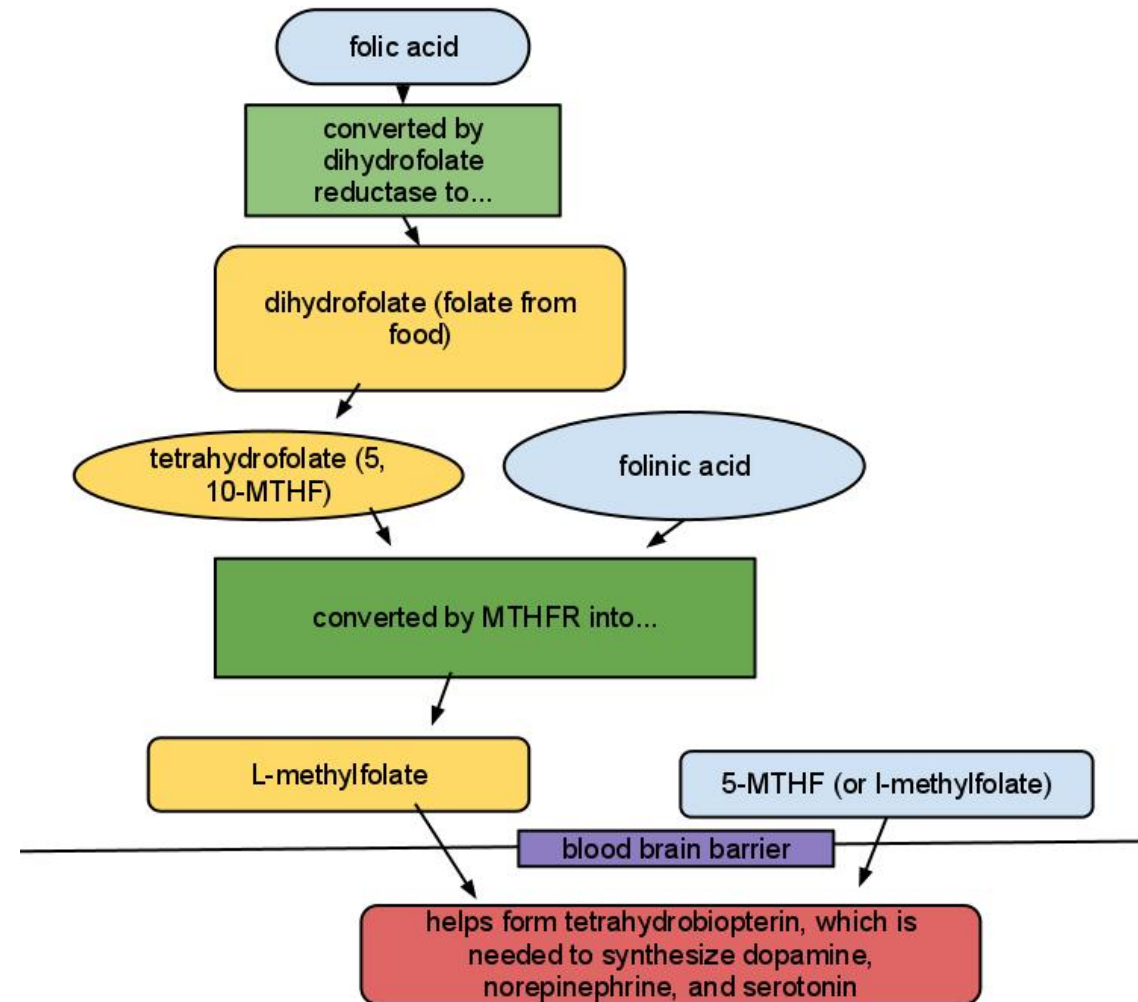 folic acid
converted by
dihydrofolate
reductase to...
dihydrofolate (folate from
food)
tetrahydrofolate (5,
10-MTHF)
folinic acid
converted by MTHFR into...
L-methylfolate
5-MTHF (or l-methylfolate)
blood brain barrier
helps form tetrahydrobiopterin, which is
needed to synthesize dopamine,
norepinephrine, and serotonin